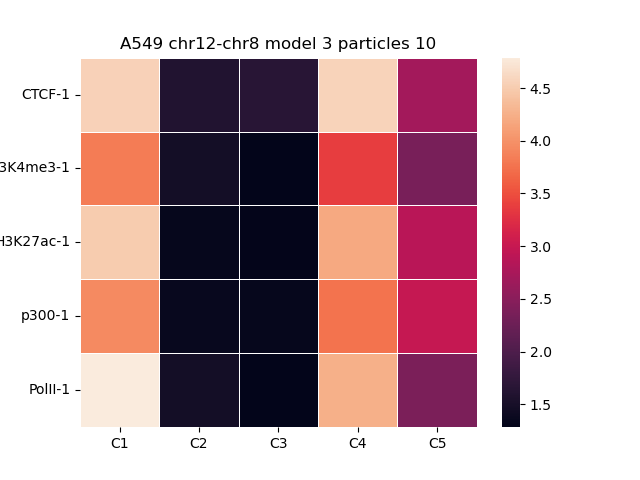 A549 chr12-chr8 model 3 particles 10
CTCF-1
3K4me3-1
H3K27ac-1
p300-1
PolII-1
C1 C2 C3 C4 C5
4.5
4.0
3.5
3.0
2.5
2.0
1.5